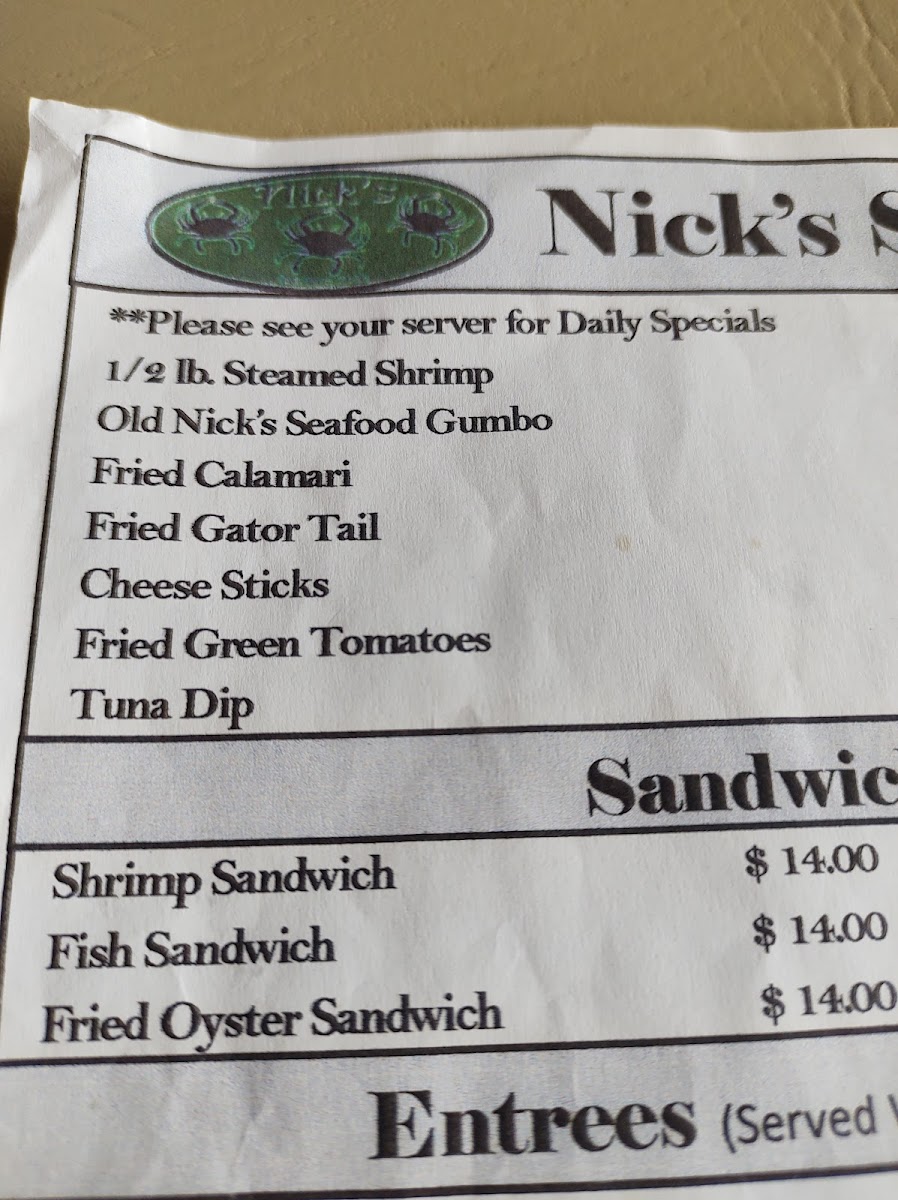 Nick's
Nick's S
**Please see your server for Daily Specials
1/2 lb. Steamed Shrimp
Old Nick's Seafood Gumbo
Fried Calamari
Fried Gator Tail
Cheese Sticks
Fried Green Tomatoes
Tuna Dip
Sandwic
Shrimp Sandwich $ 14.00
Fish Sandwich $ 14.00
Fried Oyster Sandwich $ 14.00
Entrees (Served